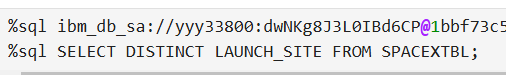 %sql ibm_db_sa://yyy33800:dwNKg8J3L0IBd6CP@1bbf73c5
%sql SELECT DISTINCT LAUNCH_SITE FROM SPACEXTBL;